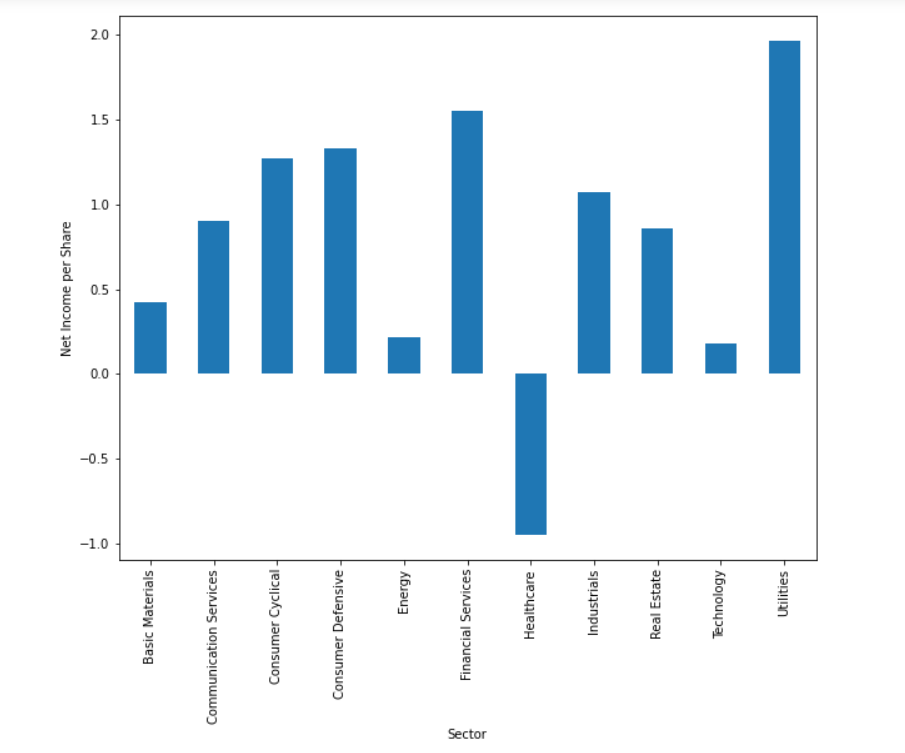 2.0
1.5
1.0
0.5
0.0
−0.5
−1.0
Net Income per Share
Basic Materials
Communication Services
Consumer Cyclical
Consumer Defensive
Energy
Financial Services
Healthcare
Industrials
Real Estate
Technology
Utilities
Sector